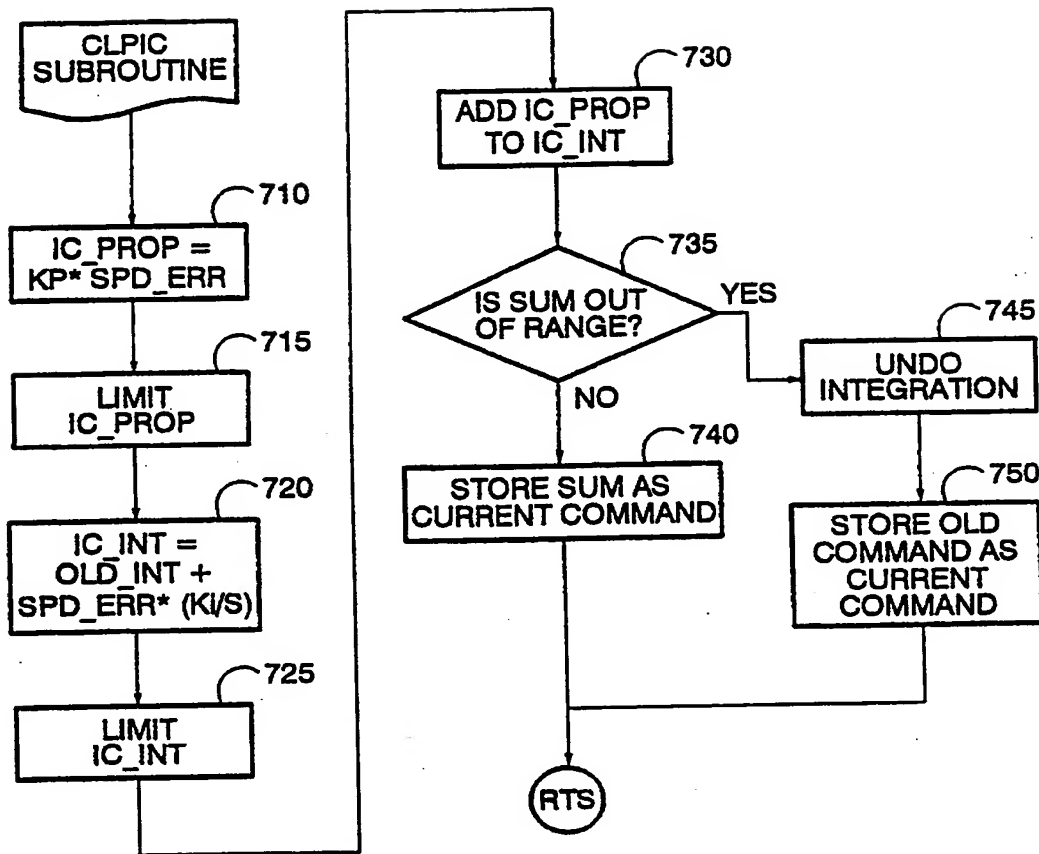 CLPIC
SUBROUTINE
710
IC_PROP =
KP* SPD_ERR
715
LIMIT
IC_PROP
720
IC_INT =
OLD_INT +
SPD_ERR* (Ki/S)
725
LIMIT
IC_INT
730
ADD IC_PROP
TO IC_INT
735
IS SUM OUT
OF RANGE?
YES
NO
740
STORE SUM AS
CURRENT COMMAND
745
UNDO
INTEGRATION
750
STORE OLD
COMMAND AS
CURRENT
COMMAND
RTS